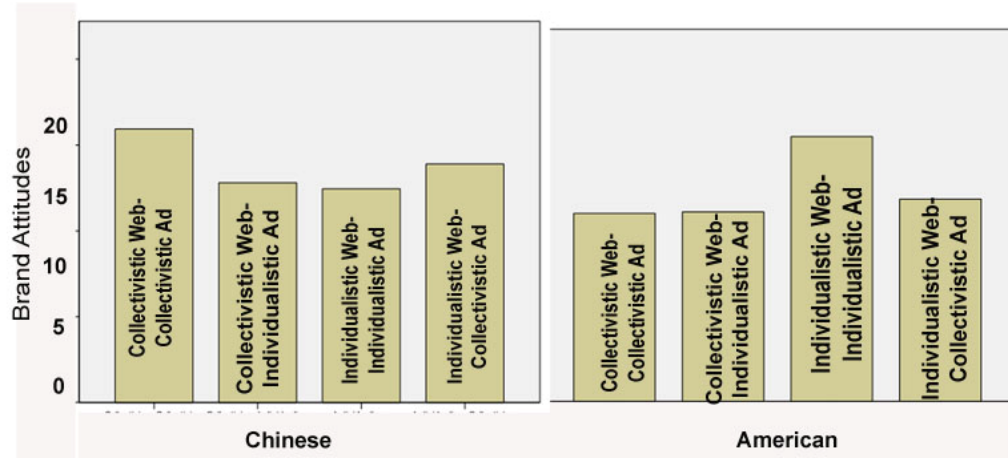 Brand Attitudes
20
15
10
5
0
Collectivistic Web-
Collectivistic Ad
Collectivistic Web-
Individualistic Ad
Individualistic Web-
Individualistic Ad
Individualistic Web-
Collectivistic Ad
Collectivistic Web-
Collectivistic Ad
Collectivistic Web-
Individualistic Ad
Individualistic Web-
Individualistic Ad
Individualistic Web-
Collectivistic Ad
Chinese
American